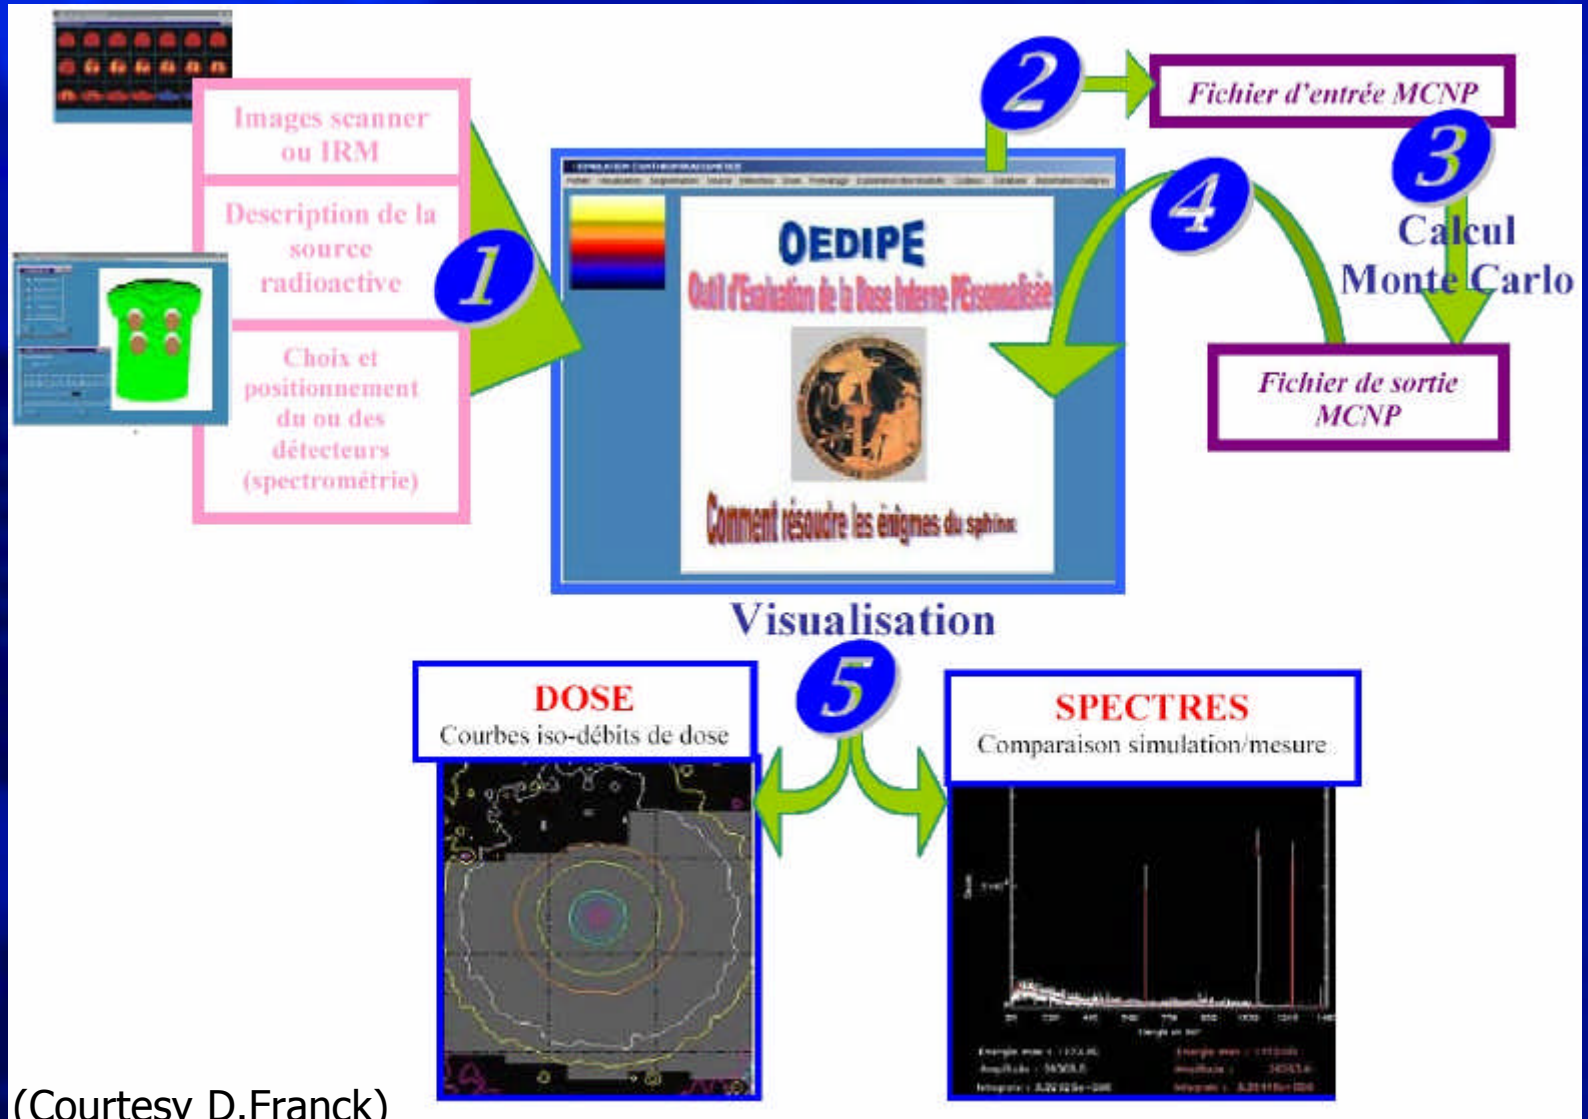 Images scanner
ou IRM
Description de la
source
radioactive
Choix et
positionnement
du ou des
détecteurs
(spectrométrie)
1
2
Fichier d'entrée MCNP
3
Calcul
Monte Carlo
4
Fichier de sortie
MCNP
OEDIPE
Outil d'Evaluation de la Dose Interne PErsonnalisée
Comment résoudre les énigmes du sphinx
Visualisation
5
DOSE
Courbes iso-débits de dose
SPECTRES
Comparaison simulation/mesure
(Courtesy D.Franck)